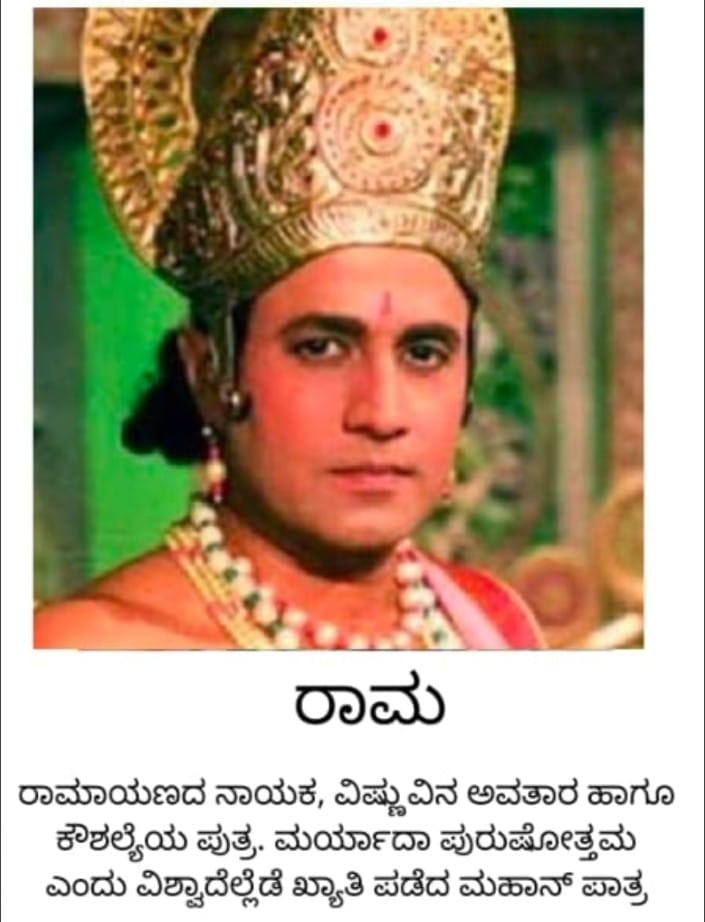 ರಾಮ
ರಾಮಾಯಣದ ನಾಯಕ, ವಿಷ್ಣುವಿನ ಅವತಾರ ಹಾಗೂ
ಕೌಶಲ್ಯೆಯ ಪುತ್ರ. ಮರ್ಯಾದಾ ಪುರುಷೋತ್ತಮ
ಎಂದು ವಿಶ್ವಾದೆಲ್ಲೆಡೆ ಖ್ಯಾತಿ ಪಡೆದ ಮಹಾನ್ ಪಾತ್ರ